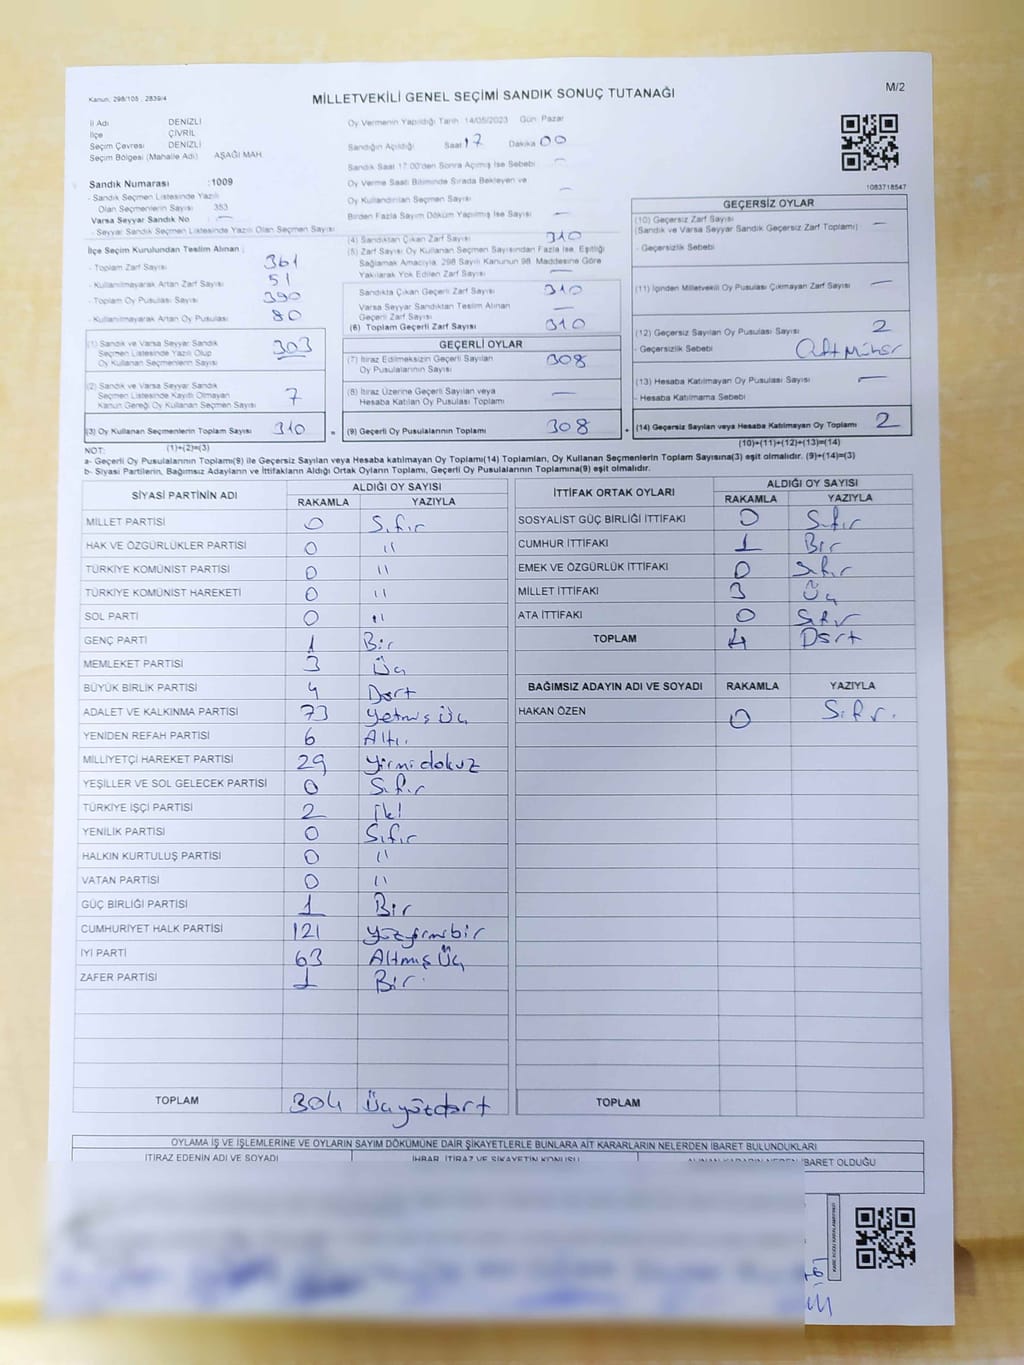 Kanun: 298/105 , 2839/4
MİLLETVEKİLİ GENEL SEÇİMİ SANDIK SONUÇ TUTANAĞI
M/2
İl Adı DENİZLİ
İlçe ÇİVRİL
Seçim Çevresi DENİZLİ
Seçim Bölgesi (Mahalle Adı) AŞAĞI MAH.
Sandık Numarası :1009
- Sandık Seçmen Listesinde Yazılı
Olan Seçmenlerin Sayısı 353
Varsa Seyyar Sandık No : —
- Seyyar Sandık Seçmen Listesinde Yazılı Olan Seçmen Sayısı
İlçe Seçim Kurulundan Teslim Alınan ;
- Toplam Zarf Sayısı 361
- Kullanılmayarak Artan Zarf Sayısı 51
- Toplam Oy Pusulası Sayısı 390
- Kullanılmayarak Artan Oy Pusulası 80
(1) Sandık ve Varsa Seyyar Sandık
Seçmen Listesinde Yazılı Olup
Oy Kullanan Seçmenlerin Sayısı 303
(2) Sandık ve Varsa Seyyar Sandık
Seçmen Listesinde Kayıtlı Olmayan
Kanun Gereği Oy Kullanan Seçmen Sayısı 7
(3) Oy Kullanan Seçmenlerin Toplam Sayısı 310 =
Oy Vermenin Yapıldığı Tarih: 14/05/2023 Gün: Pazar
Sandığın Açıldığı Saat 17 Dakika 00
Sandık Saat 17:00'den Sonra Açılmış İse Sebebi —
Oy Verme Saati Bitiminde Sırada Bekleyen ve
Oy Kullandırılan Seçmen Sayısı —
Birden Fazla Sayım Döküm Yapılmış İse Sayısı —
(4) Sandıktan Çıkan Zarf Sayısı 310
(5) Zarf Sayısı Oy Kullanan Seçmen Sayısından Fazla İse, Eşitliği
Sağlamak Amacıyla, 298 Sayılı Kanunun 98. Maddesine Göre
Yakılarak Yok Edilen Zarf Sayısı —
Sandıkta Çıkan Geçerli Zarf Sayısı 310
Varsa Seyyar Sandıktan Teslim Alınan
Geçerli Zarf Sayısı —
(6) Toplam Geçerli Zarf Sayısı 310
GEÇERLİ OYLAR
(7) İtiraz Edilmeksizin Geçerli Sayılan
Oy Pusulalarının Sayısı 308
(8) İtiraz Üzerine Geçerli Sayılan veya
Hesaba Katılan Oy Pusulası Toplamı —
(9) Geçerli Oy Pusulalarının Toplamı 308 +
1083718547
GEÇERSİZ OYLAR
(10) Geçersiz Zarf Sayısı
(Sandık ve Varsa Seyyar Sandık Geçersiz Zarf Toplamı) —
- Geçersizlik Sebebi
(11) İçinden Milletvekili Oy Pusulası Çıkmayan Zarf Sayısı —
(12) Geçersiz Sayılan Oy Pusulası Sayısı 2
- Geçersizlik Sebebi Çift Mühür
(13) Hesaba Katılmayan Oy Pusulası Sayısı —
- Hesaba Katılmama Sebebi
(14) Geçersiz Sayılan veya Hesaba Katılmayan Oy Toplamı 2
NOT: (1)+(2)=(3) (10)+(11)+(12)+(13)=(14)
a- Geçerli Oy Pusulalarının Toplamı(9) ile Geçersiz Sayılan veya Hesaba katılmayan Oy Toplamı(14) Toplamları, Oy Kullanan Seçmenlerin Toplam Sayısına(3) eşit olmalıdır. (9)+(14)=(3)
b- Siyasi Partilerin, Bağımsız Adayların ve İttifakların Aldığı Ortak Oyların Toplamı, Geçerli Oy Pusulalarının Toplamına(9) eşit olmalıdır.
SİYASİ PARTİNİN ADI ALDIĞI OY SAYISI
RAKAMLA YAZIYLA
MİLLET PARTİSİ 0 Sıfır
HAK VE ÖZGÜRLÜKLER PARTİSİ 0 "
TÜRKİYE KOMÜNİST PARTİSİ 0 "
TÜRKİYE KOMÜNİST HAREKETİ 0 "
SOL PARTİ 0 "
GENÇ PARTİ 1 Bir
MEMLEKET PARTİSİ 3 Üç
BÜYÜK BİRLİK PARTİSİ 4 Dört
ADALET VE KALKINMA PARTİSİ 73 Yetmiş Üç
YENİDEN REFAH PARTİSİ 6 Altı
MİLLİYETÇİ HAREKET PARTİSİ 29 Yirmi dokuz
YEŞİLLER VE SOL GELECEK PARTİSİ 0 Sıfır
TÜRKİYE İŞÇİ PARTİSİ 2 İki
YENİLİK PARTİSİ 0 Sıfır
HALKIN KURTULUŞ PARTİSİ 0 "
VATAN PARTİSİ 0 "
GÜÇ BİRLİĞİ PARTİSİ 1 Bir
CUMHURİYET HALK PARTİSİ 121 Yüzyirmibir
İYİ PARTİ 63 Altmış Üç
ZAFER PARTİSİ 1 Bir
TOPLAM 304 Üçyüzdört
İTTİFAK ORTAK OYLARI ALDIĞI OY SAYISI
RAKAMLA YAZIYLA
SOSYALİST GÜÇ BİRLİĞİ İTTİFAKI 0 Sıfır
CUMHUR İTTİFAKI 1 Bir
EMEK VE ÖZGÜRLÜK İTTİFAKI 0 Sıfır
MİLLET İTTİFAKI 3 Üç
ATA İTTİFAKI 0 Sıfır
TOPLAM 4 Dört
BAĞIMSIZ ADAYIN ADI VE SOYADI RAKAMLA YAZIYLA
HAKAN ÖZEN 0 Sıfır.
TOPLAM
OYLAMA İŞ VE İŞLEMLERİNE VE OYLARIN SAYIM DÖKÜMÜNE DAİR ŞİKAYETLERLE BUNLARA AİT KARARLARIN NELERDEN İBARET BULUNDUKLARI
İTİRAZ EDENİN ADI VE SOYADI İHBAR, İTİRAZ VE ŞİKAYETİN KONUSU ALINAN KARARIN NEDEN İBARET OLDUĞU